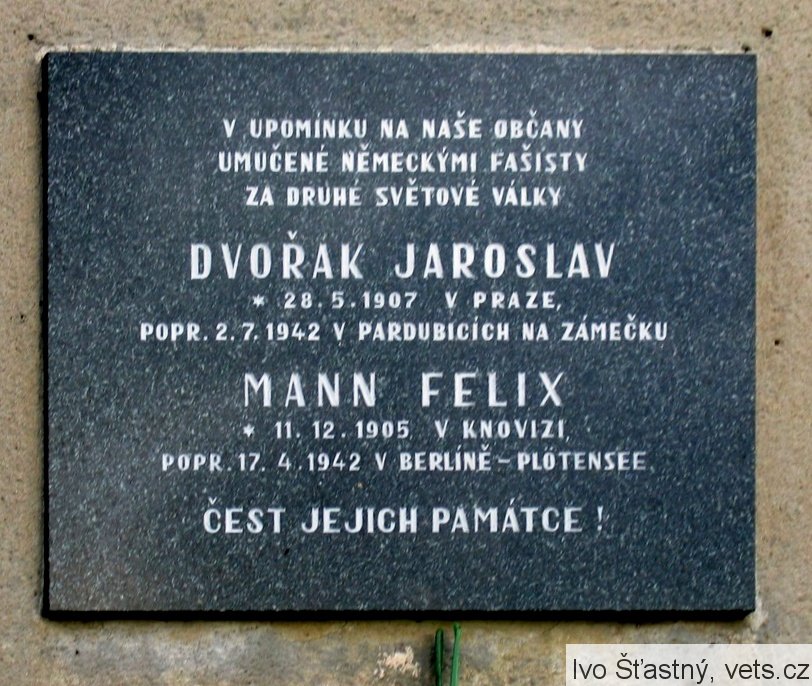 V UPOMÍNKU NA NAŠE OBČANY
UMUČENÉ NĚMECKÝMI FAŠISTY
ZA DRUHÉ SVĚTOVÉ VÁLKY
DVOŘÁK JAROSLAV
* 28. 5. 1907 V PRAZE,
POPR. 2. 7. 1942 V PARDUBICÍCH NA ZÁMEČKU
MANN FELIX
* 11. 12. 1905 V KNOVIZI,
POPR. 17. 4. 1942 V BERLÍNĚ – PLÖTENSEE
ČEST JEJICH PAMÁTCE !
Ivo Šťastný, vets.cz